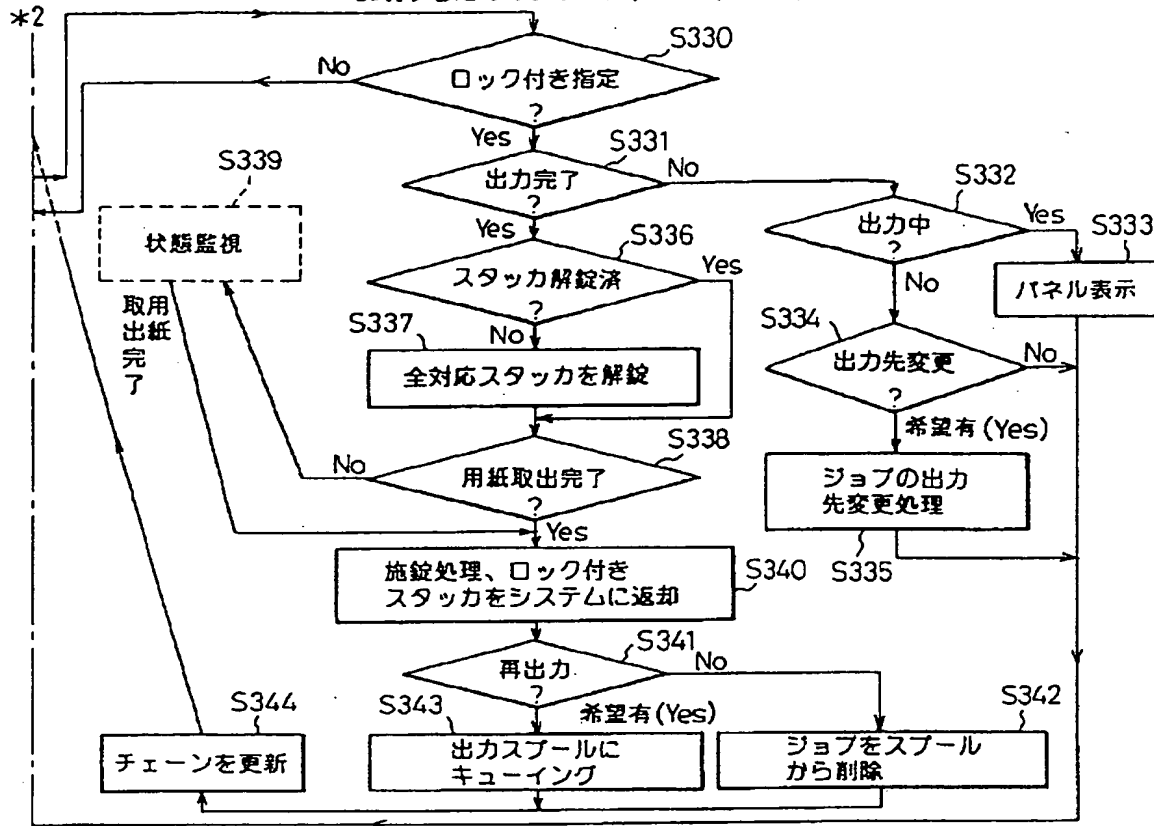 *2
S330
No
ロック付き指定
?
Yes
S331
No
出力完了
?
S332
Yes
出力中
?
S333
パネル表示
No
S339
状態監視
Yes
S336
Yes
スタッカ解錠済
?
取用
出紙
完
了
S337
No
全対応スタッカを解錠
S334
出力先変更
No
?
希望有(Yes)
S338
No
用紙取出完了
?
Yes
ジョブの出力
先変更処理
S335
施錠処理、ロック付き
スタッカをシステムに返却
S340
S341
再出力
No
?
希望有(Yes)
S344
チェーンを更新
S343
出力スプールに
キューイング
S342
ジョブをスプール
から削除